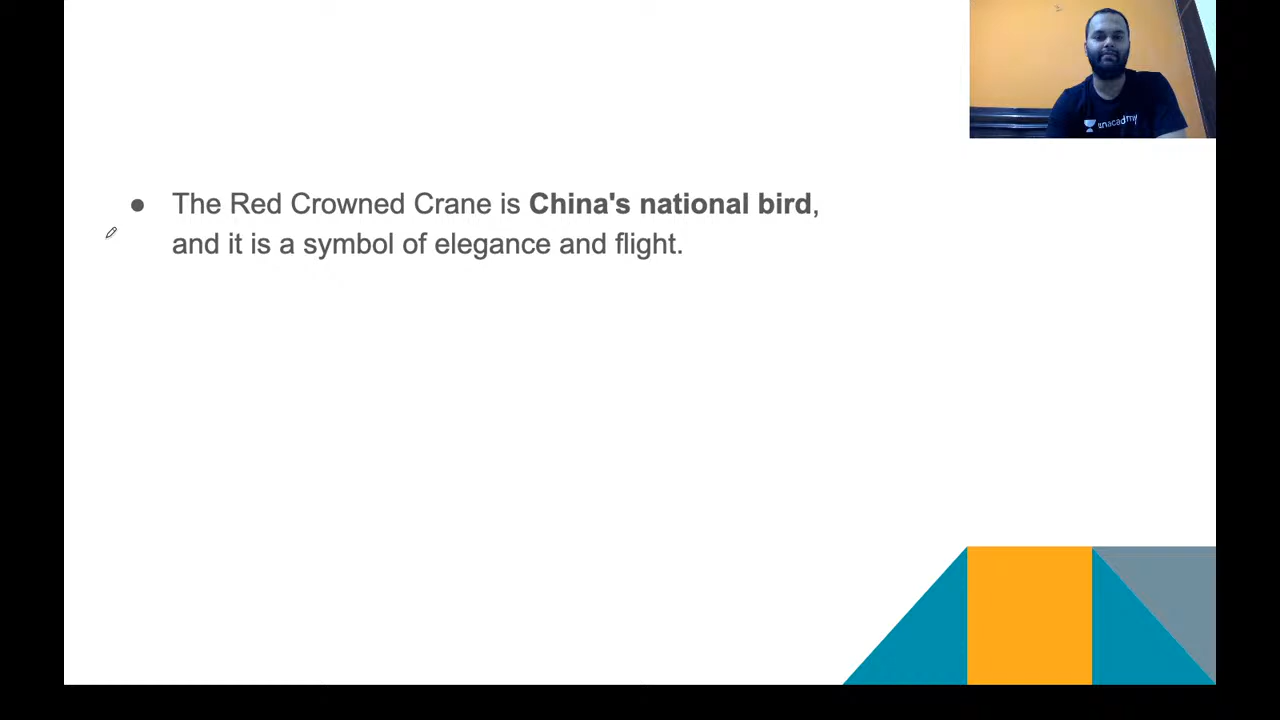 unacademy
● The Red Crowned Crane is China's national bird,
and it is a symbol of elegance and flight.